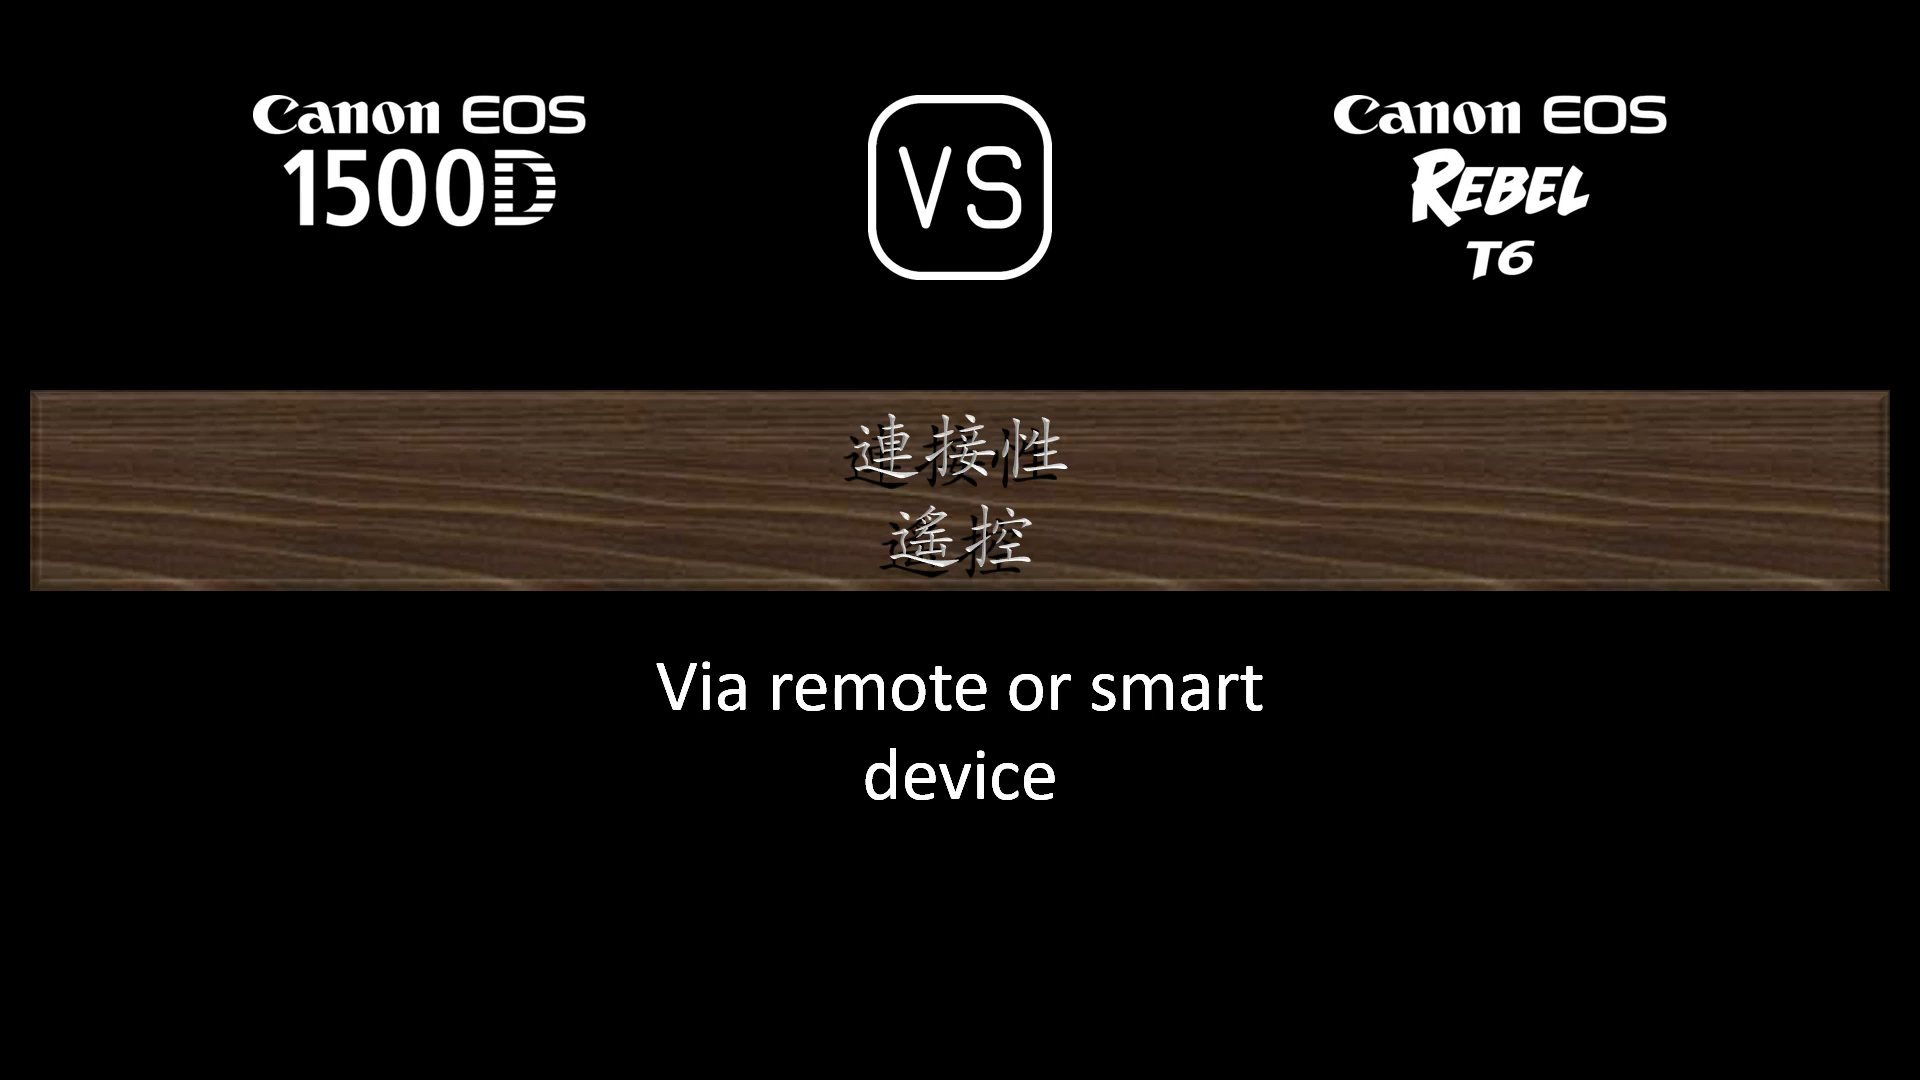 Canon EOS
1500D
VS
Canon EOS
REBEL
T6
連接性
遙控
Via remote or smart
device